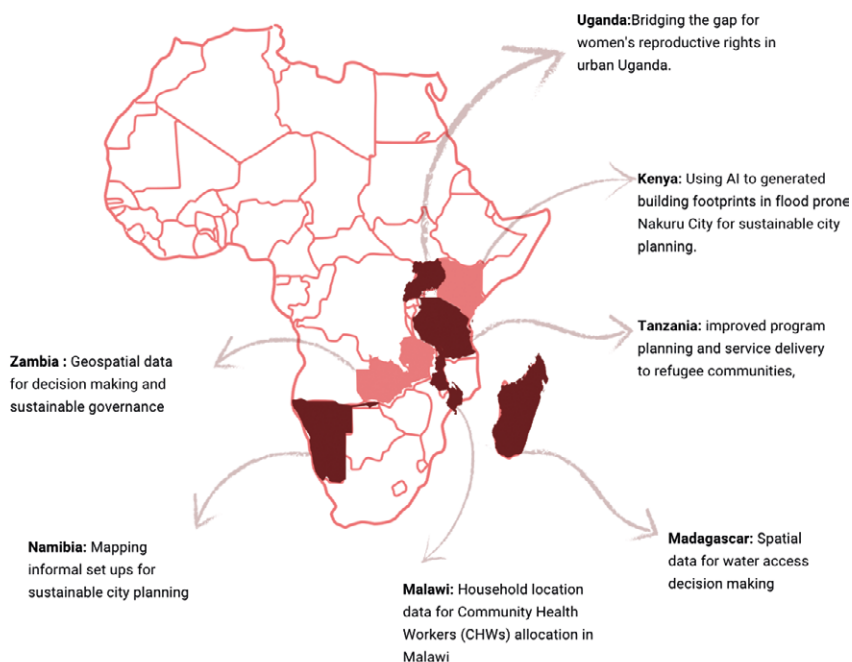 Uganda:Bridging the gap for
women's reproductive rights in
urban Uganda.
Kenya: Using AI to generated
building footprints in flood prone
Nakuru City for sustainable city
planning.
Tanzania: improved program
planning and service delivery
to refugee communities,
Zambia : Geospatial data
for decision making and
sustainable governance
Namibia: Mapping
informal set ups for
sustainable city planning
Malawi: Household location
data for Community Health
Workers (CHWs) allocation in
Malawi
Madagascar: Spatial
data for water access
decision making